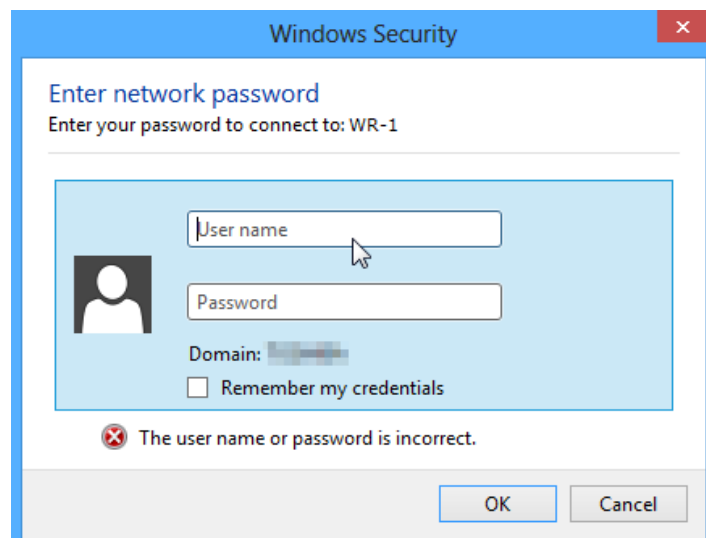 Windows Security
Enter network password
Enter your password to connect to: WR-1
User name
Password
Domain:
Remember my credentials
The user name or password is incorrect.
OK
Cancel